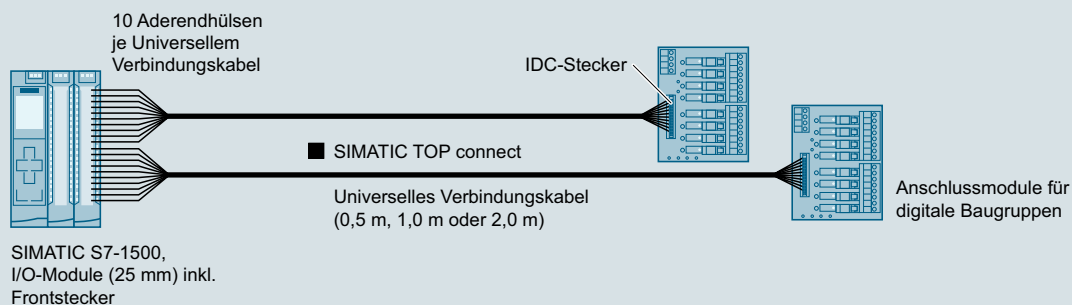 10 Aderendhülsen
je Universellem
Verbindungskabel
IDC-Stecker
SIMATIC TOP connect
Universelles Verbindungskabel
(0,5 m, 1,0 m oder 2,0 m)
Anschlussmodule für
digitale Baugruppen
SIMATIC S7-1500,
I/O-Module (25 mm) inkl.
Frontstecker